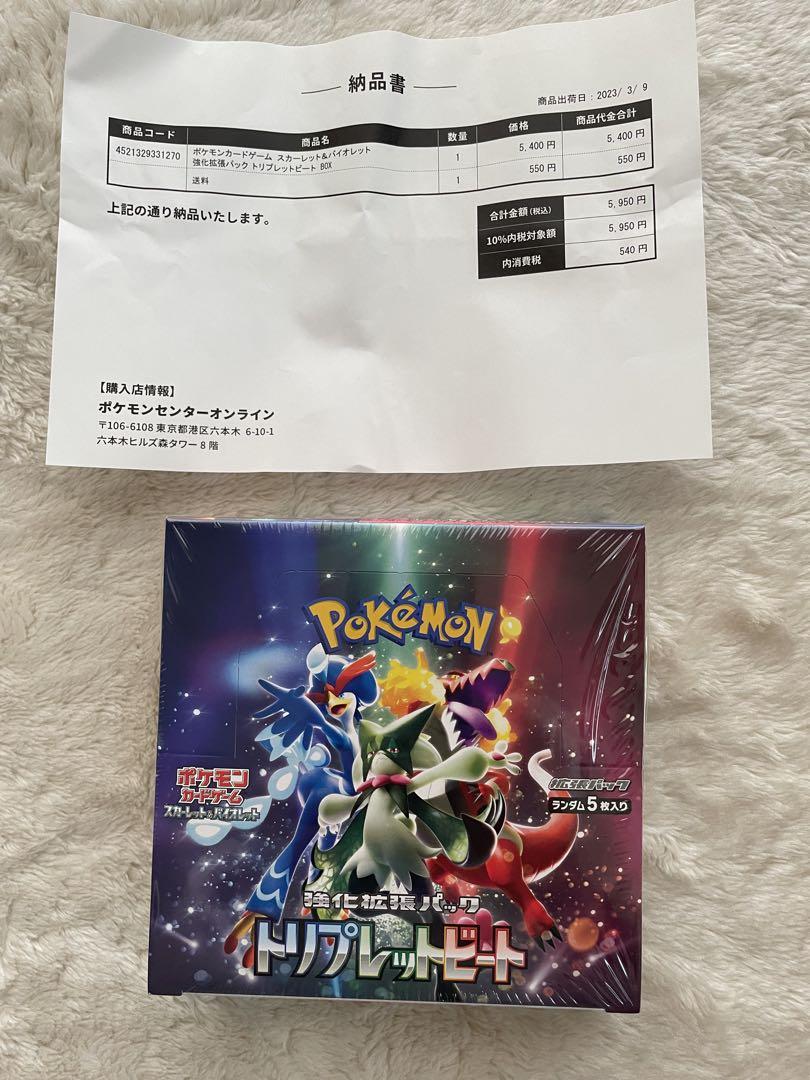 納品書
商品出荷日：2023/ 3/ 9
商品コード 商品名 数量 価格 商品代金合計
4521329331270 ポケモンカードゲーム スカーレット＆バイオレット 1 5,400 円 5,400 円
強化拡張パック トリプレットビート BOX
送料 1 550 円 550 円
上記の通り納品いたします。
合計金額(税込) 5,950 円
10%内税対象額 5,950 円
内消費税 540 円
【購入店情報】
ポケモンセンターオンライン
〒106-6108 東京都港区六本木 6-10-1
六本木ヒルズ森タワー 8 階
POKéMON
ポケモン
カードゲーム
スカーレット&バイオレット
拡張パック
ランダム 5 枚入り
強化拡張パック
トリプレットビート